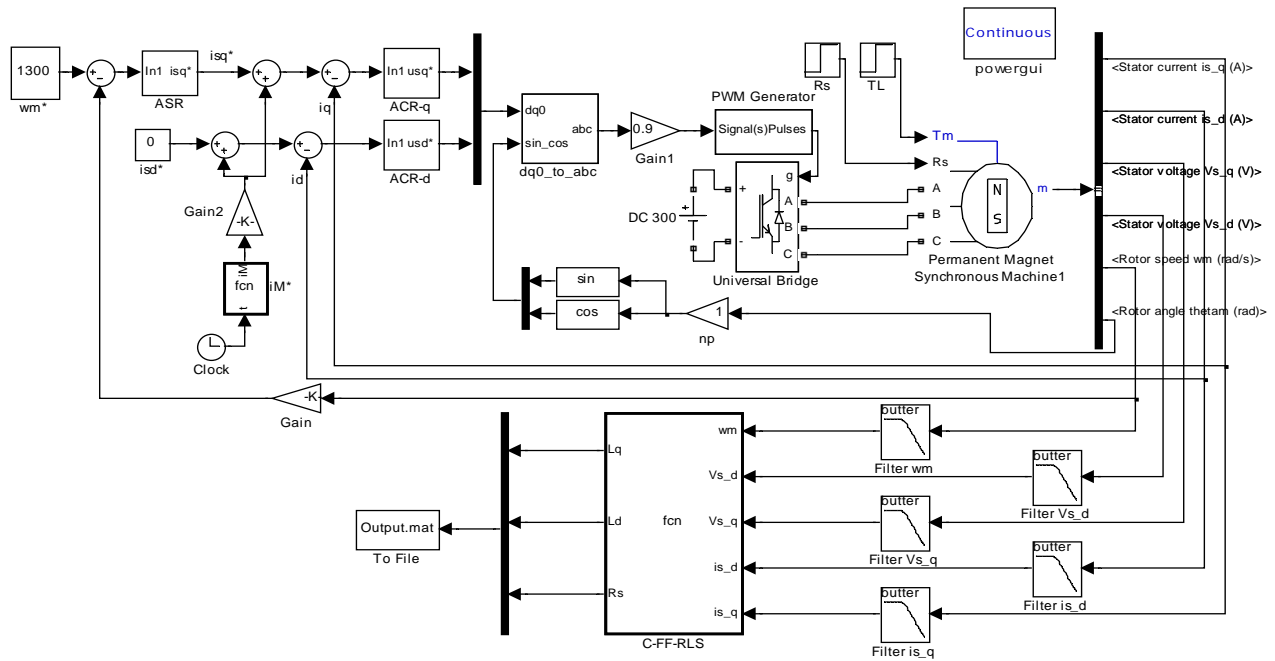 Continuous
powergui
1300
wm*
In1 isq*
ASR
isq*
iq
In1 usq*
ACR-q
0
isd*
id
In1 usd*
ACR-d
dq0
sin_cos
abc
dq0_to_abc
0.9
Gain1
PWM Generator
Signal(s)Pulses
Rs
TL
Tm
Rs
A
B
C
m
N
S
Permanent Magnet
Synchronous Machine1
g
+
-
A
B
C
Universal Bridge
DC 300
+
<Stator current is_q (A)>
<Stator current is_d (A)>
<Stator voltage Vs_q (V)>
<Stator voltage Vs_d (V)>
<Rotor speed wm (rad/s)>
<Rotor angle thetam (rad)>
Gain2
-K-
iM
fcn
t
iM*
Clock
sin
cos
1
np
-K-
Gain
butter
Filter wm
butter
Filter Vs_d
butter
Filter Vs_q
butter
Filter is_d
butter
Filter is_q
wm
Vs_d
Vs_q
is_d
is_q
fcn
Lq
Ld
Rs
C-FF-RLS
Output.mat
To File